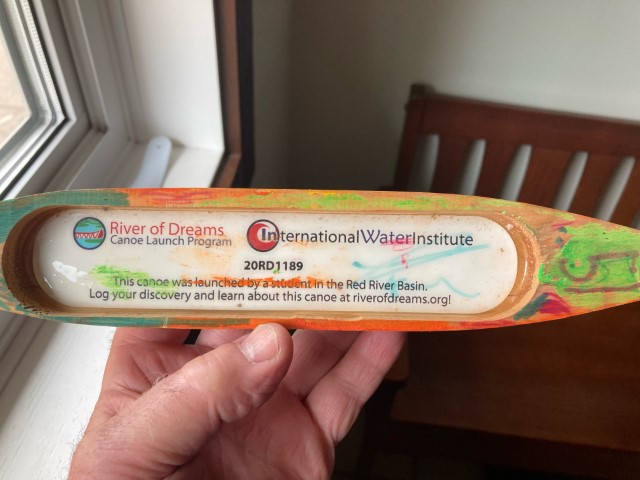 River of Dreams
Canoe Launch Program
InternationalWaterInstitute
20RD1189
This canoe was launched by a student in the Red River Basin.
Log your discovery and learn about this canoe at riverofdreams.org!